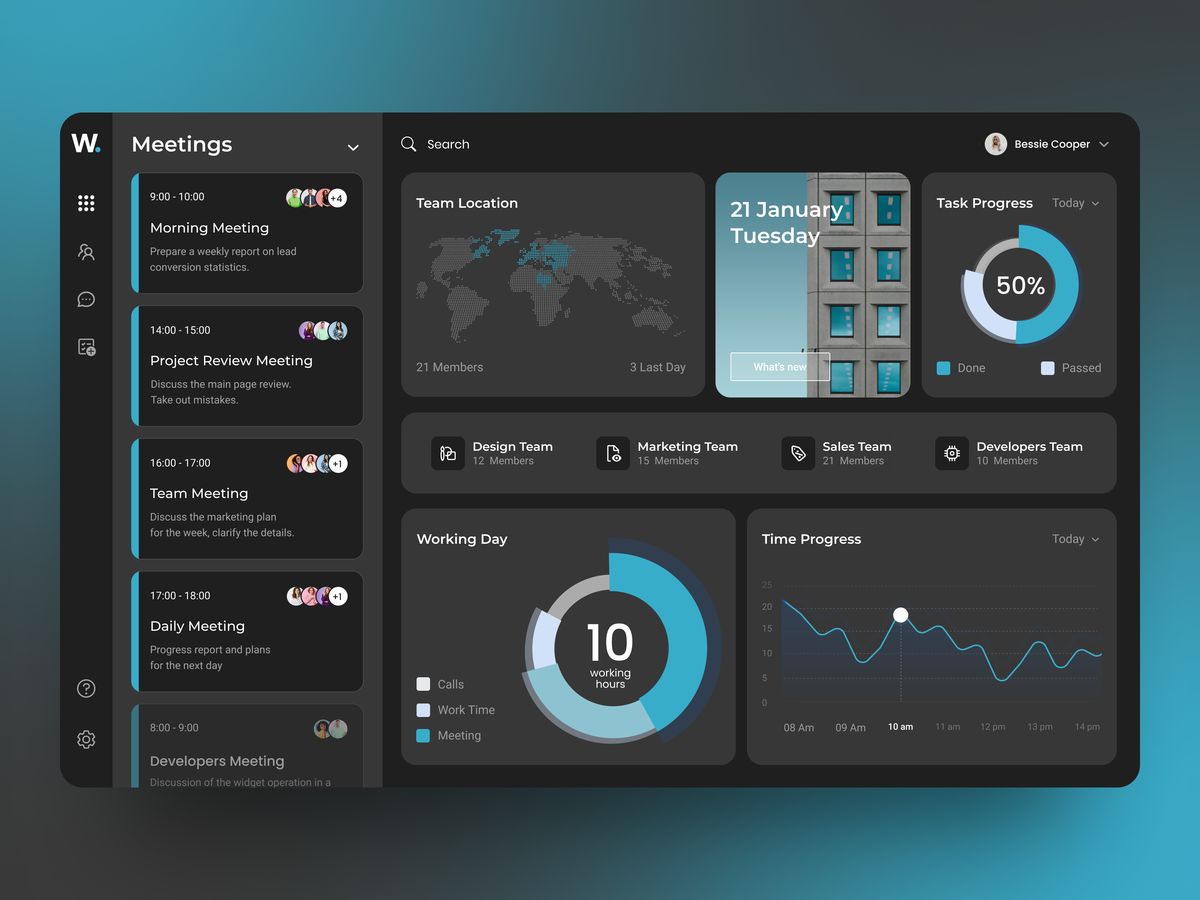 W.
Meetings
9:00 - 10:00
+4
Morning Meeting
Prepare a weekly report on lead
conversion statistics.
14:00 - 15:00
Project Review Meeting
Discuss the main page review.
Take out mistakes.
16:00 - 17:00
+1
Team Meeting
Discuss the marketing plan
for the week, clarify the details.
17:00 - 18:00
+1
Daily Meeting
Progress report and plans
for the next day
8:00 - 9:00
Developers Meeting
Discussion of the widget operation in a
Search
Bessie Cooper
Team Location
21 Members
3 Last Day
21 January
Tuesday
What's new
Task Progress
Today
50%
Done
Passed
Design Team
12 Members
Marketing Team
15 Members
Sales Team
21 Members
Developers Team
10 Members
Working Day
10
working
hours
Calls
Work Time
Meeting
Time Progress
Today
25
20
15
10
5
0
08 Am
09 Am
10 am
11 am
12 pm
13 pm
14 pm